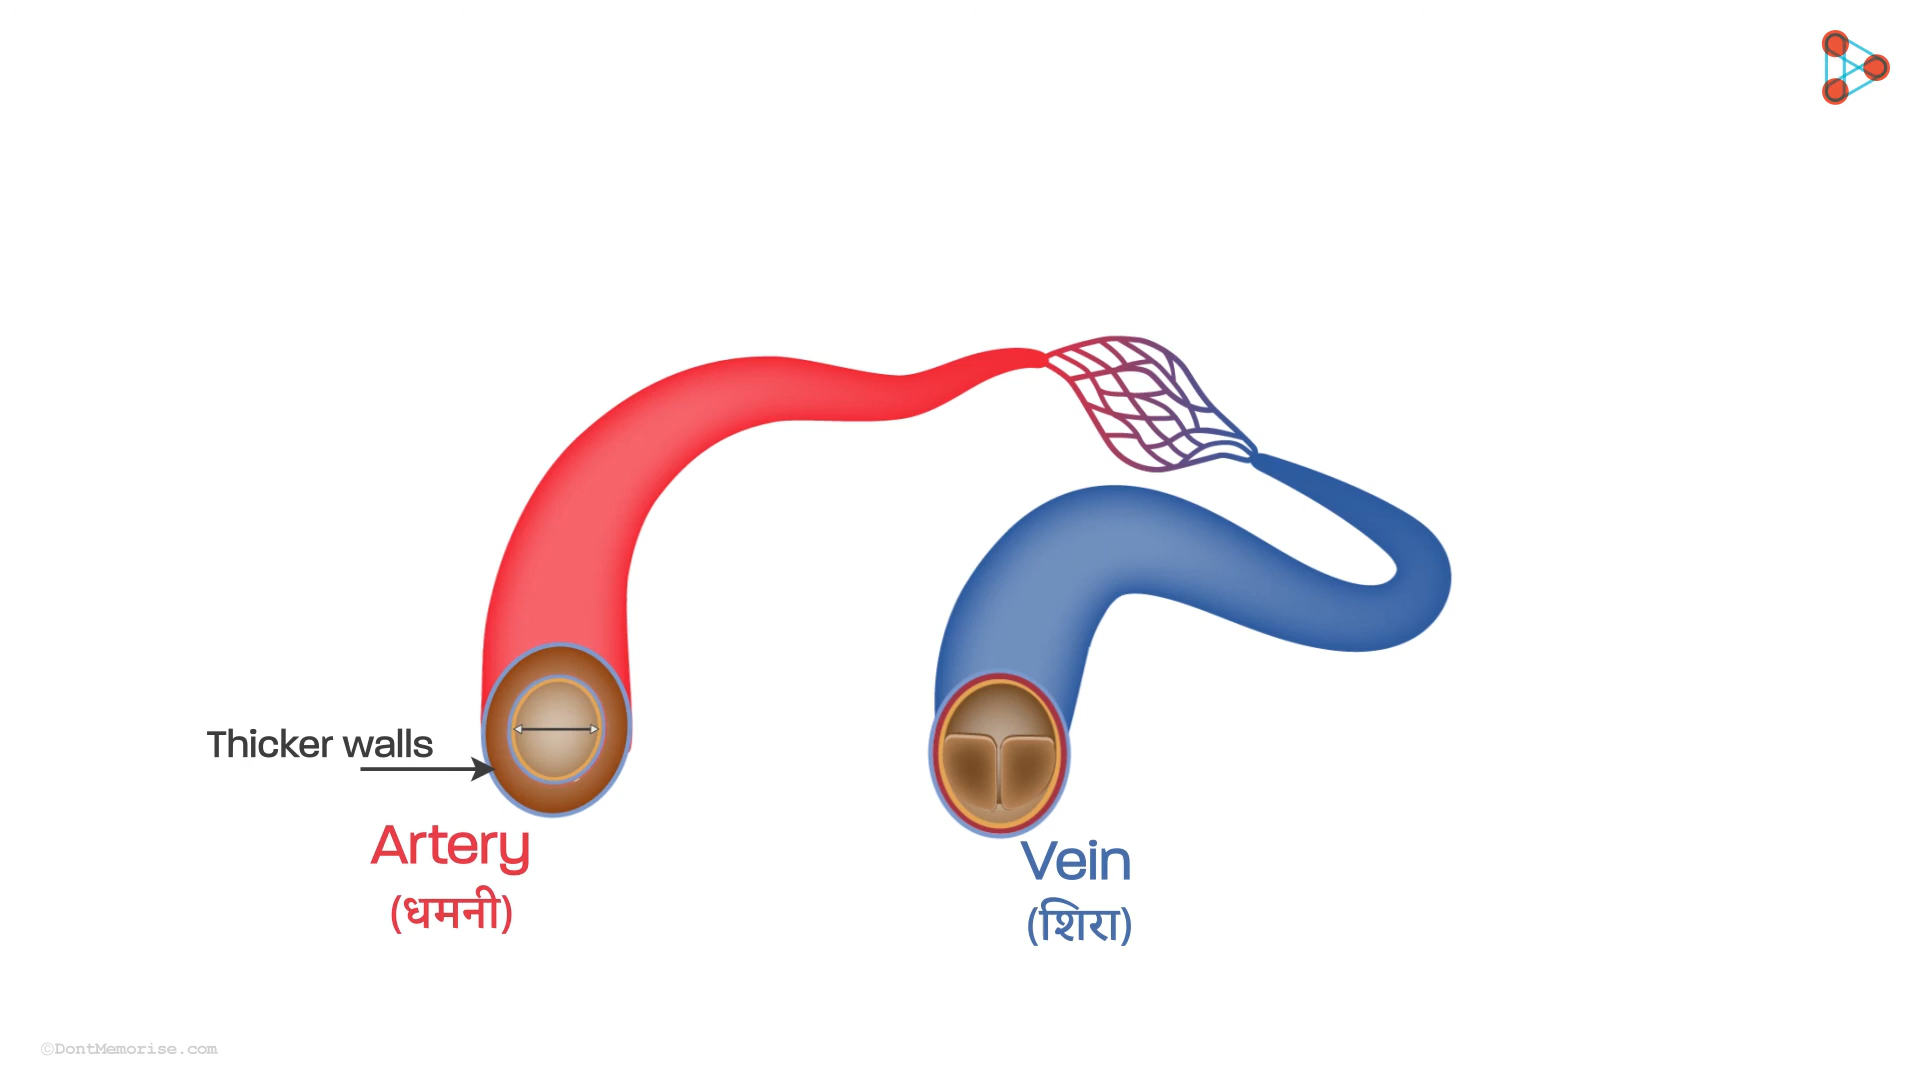 Thicker walls
Artery
(धमनी)
Vein
(शिरा)
©DontMemorise.com